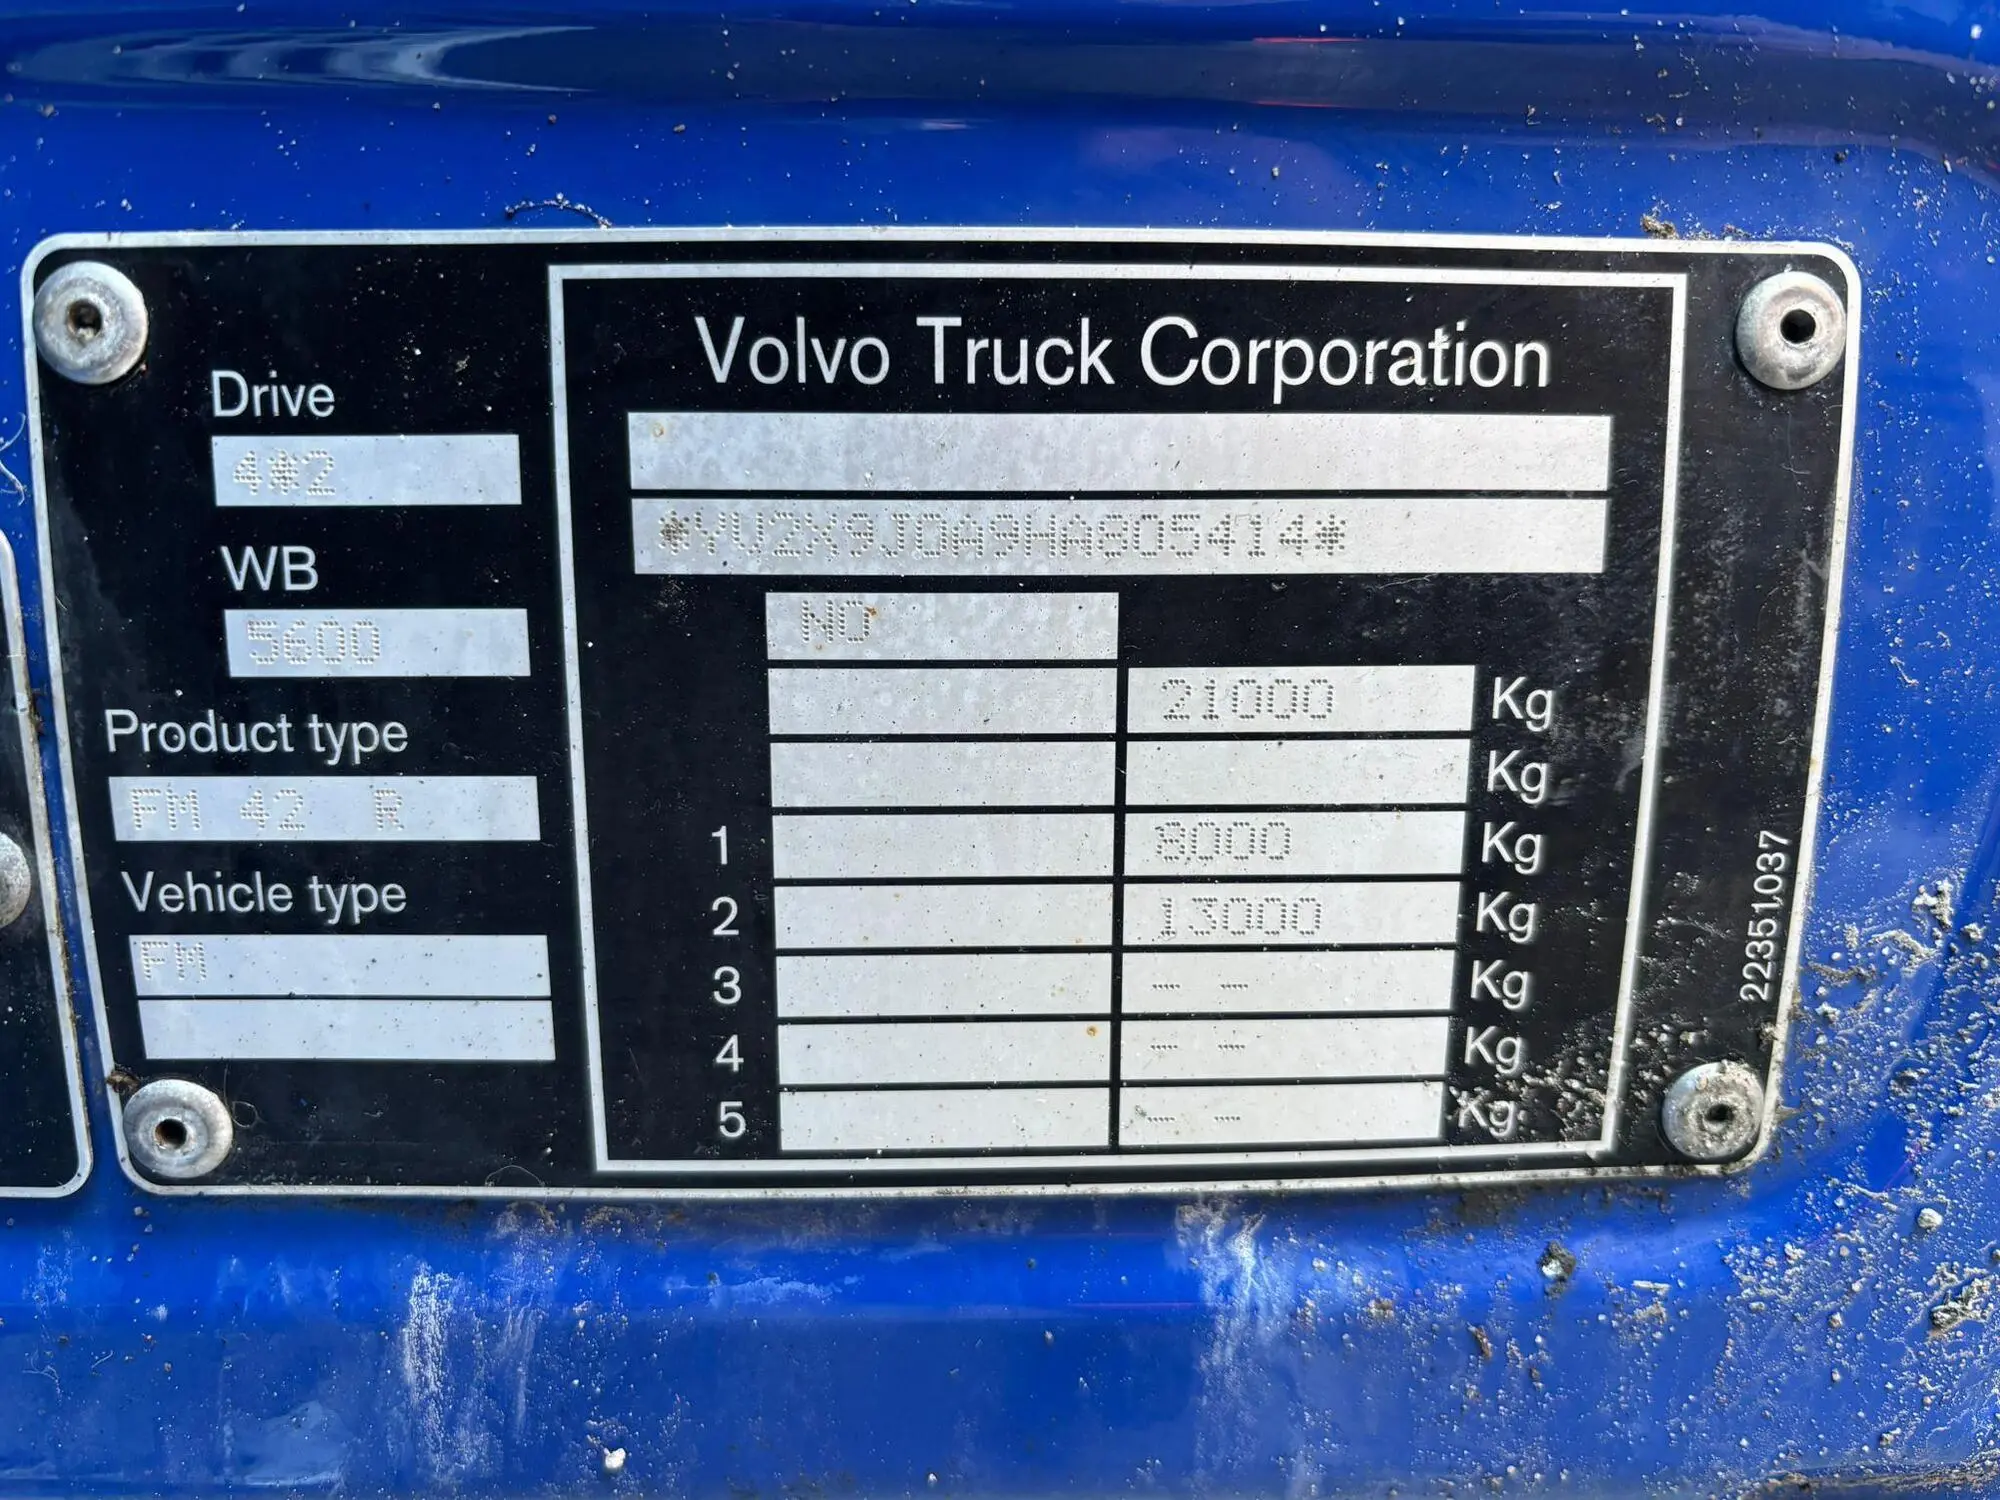 Drive
4*2
WB
5600
Product type
FM 42 R
Vehicle type
FM
Volvo Truck Corporation
*YV2X9J0A9HA805414*
NO
21000 Kg
Kg
1 8000 Kg
2 13000 Kg
3 -- -- Kg
4 -- -- Kg
5 -- -- Kg
22351037